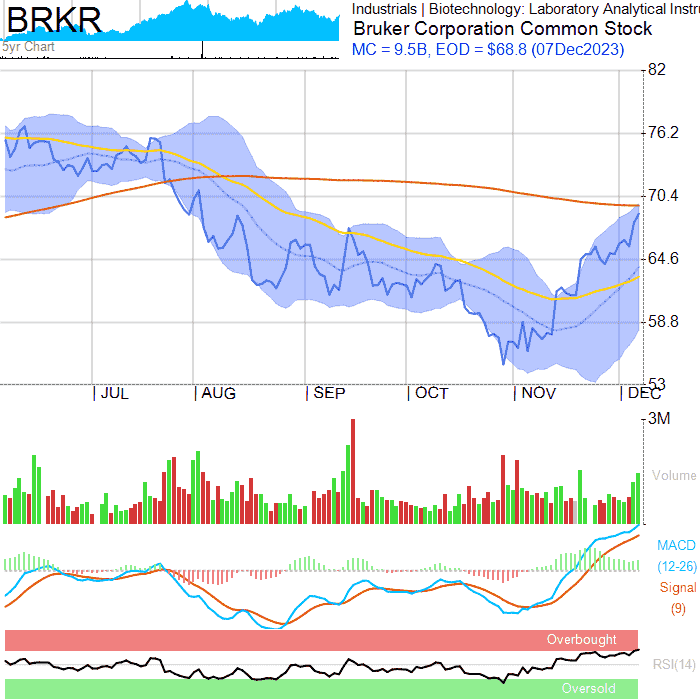 BRKR
5yr Chart
Industrials | Biotechnology: Laboratory Analytical Instru
Bruker Corporation Common Stock
MC = 9.5B, EOD = $68.8 (07Dec2023)
82
76.2
70.4
64.6
58.8
53
JUL AUG SEP OCT NOV DEC
3M
Volume
MACD
(12-26)
Signal
(9)
Overbought
RSI(14)
Oversold